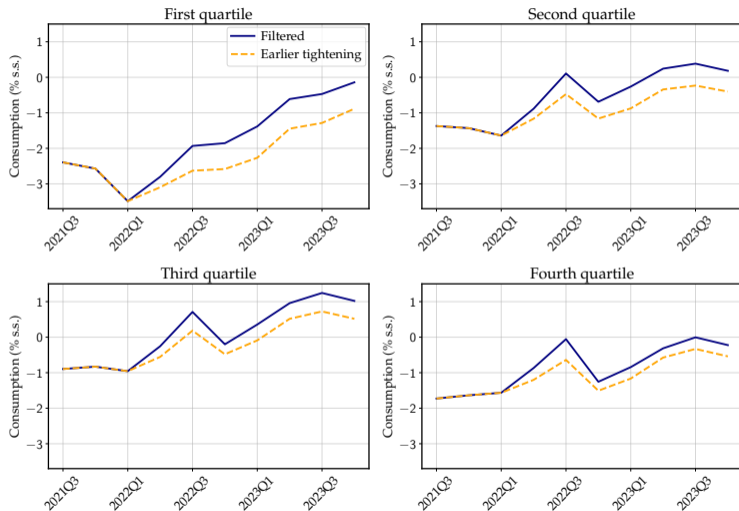 First quartile
Second quartile
Consumption (% s.s.)
1
0
−1
−2
−3
Filtered
Earlier tightening
2021Q3
2022Q1
2022Q3
2023Q1
2023Q3
Consumption (% s.s.)
1
0
−1
−2
−3
2021Q3
2022Q1
2022Q3
2023Q1
2023Q3
Third quartile
Fourth quartile
Consumption (% s.s.)
1
0
−1
−2
−3
2021Q3
2022Q1
2022Q3
2023Q1
2023Q3
Consumption (% s.s.)
1
0
−1
−2
−3
2021Q3
2022Q1
2022Q3
2023Q1
2023Q3